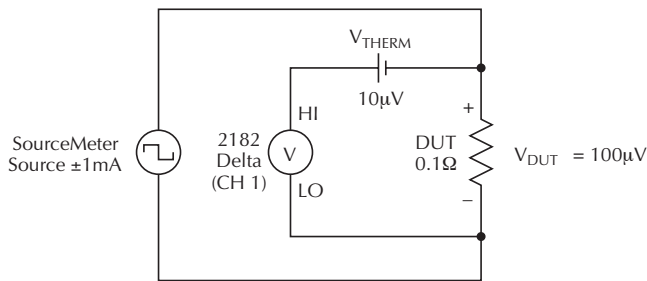 V_THERM
10µV
HI
SourceMeter
Source ±1mA
2182
Delta
(CH 1)
V
LO
+
DUT
0.1Ω
–
V_DUT = 100µV